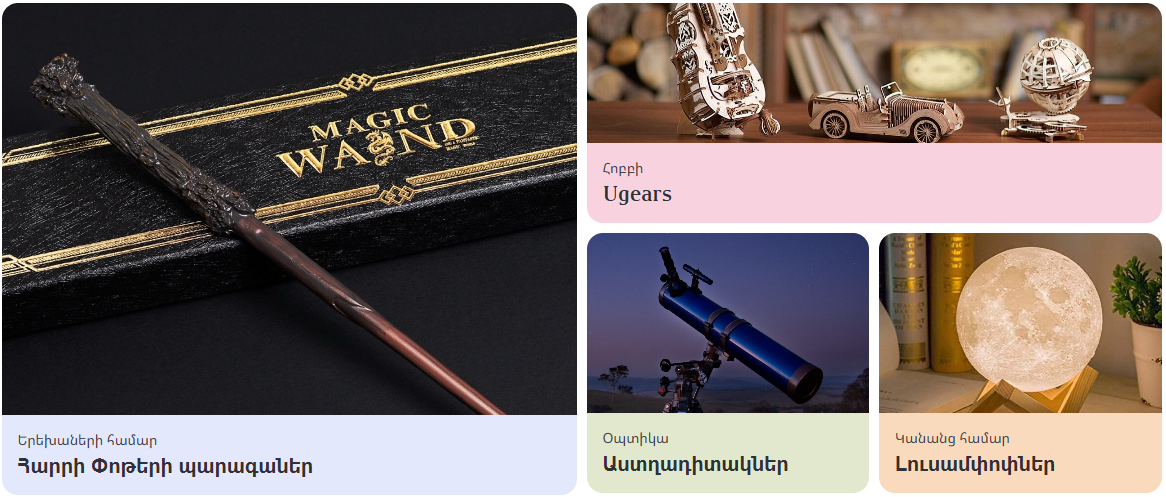 MAGIC
WAND
Երեխաների համար
Հարրի Փոթերի պարագաներ
Հոբբի
Ugears
Օպտիկա
Աստղադիտակներ
Կանանց համար
Լուսամփոփներ